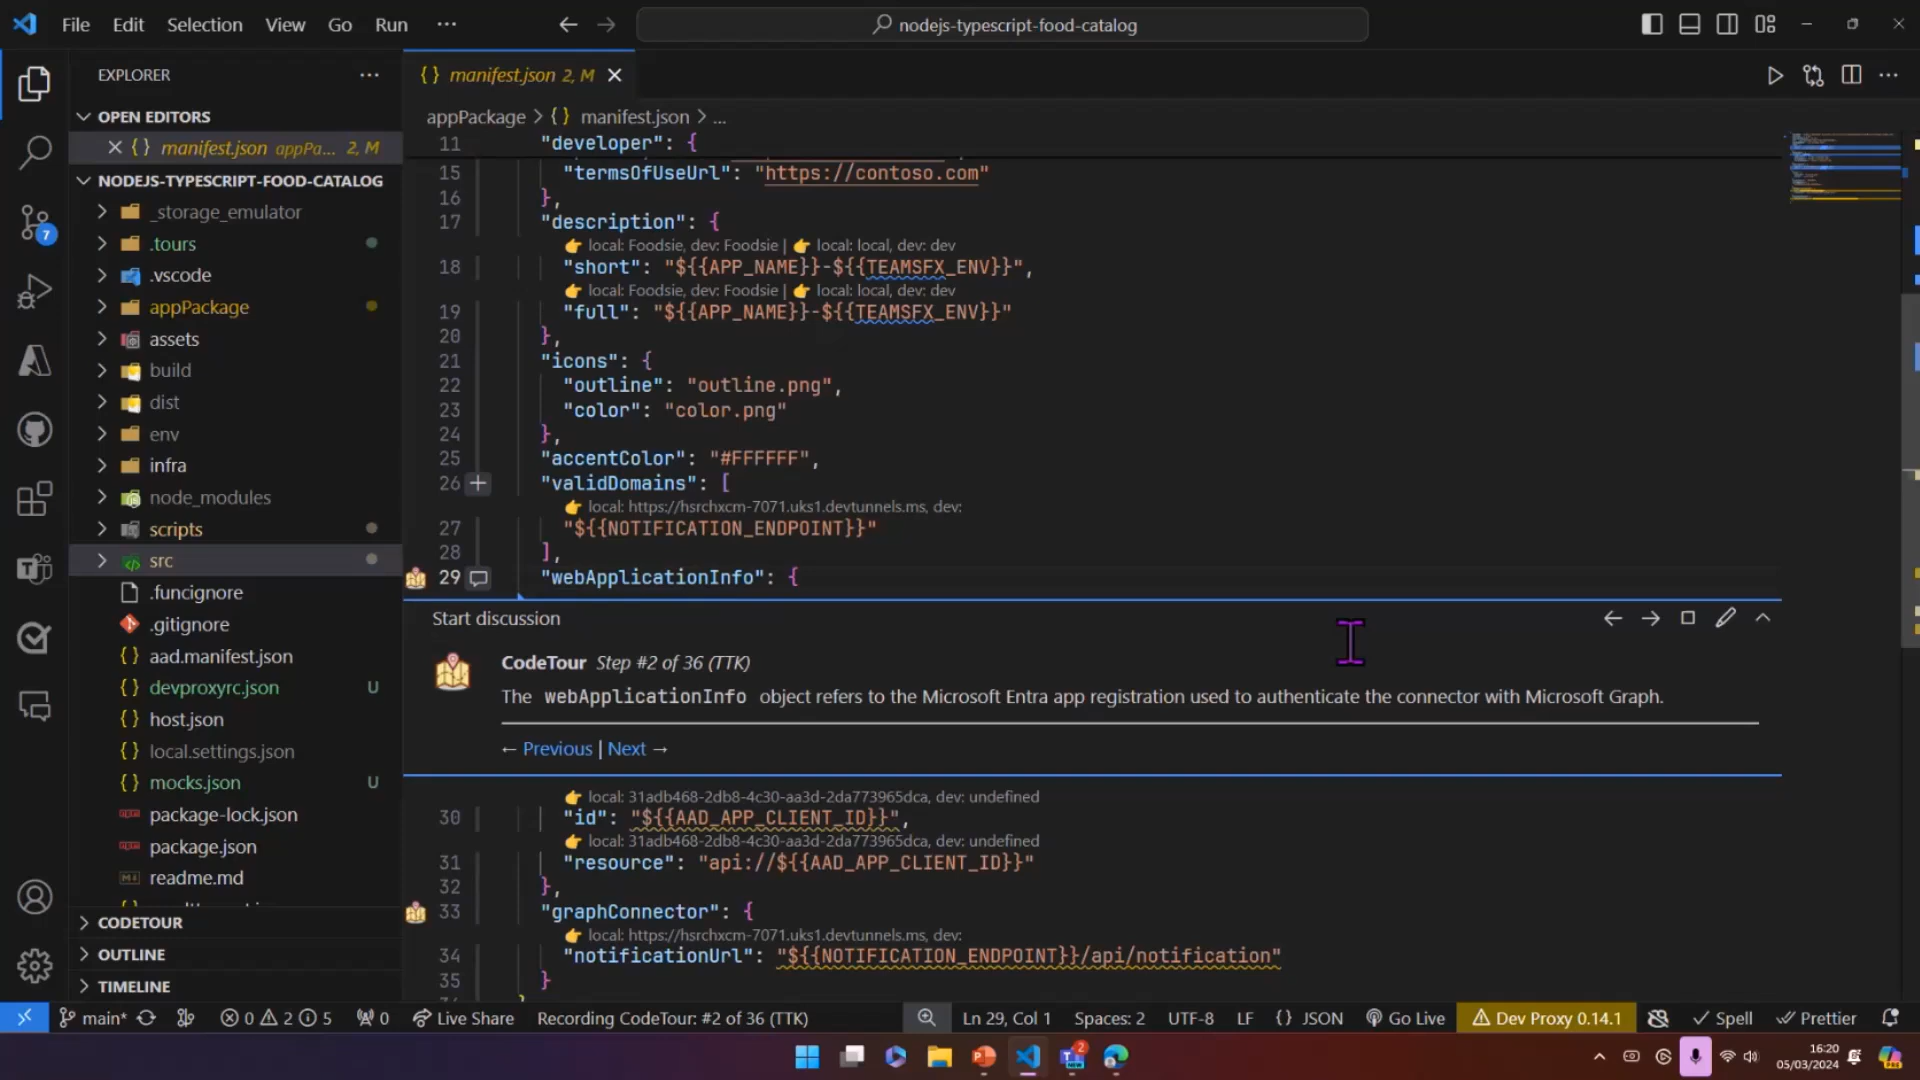 File Edit Selection View Go Run ···
nodejs-typescript-food-catalog
EXPLORER
OPEN EDITORS
manifest.json appPa... 2, M
NODEJS-TYPESCRIPT-FOOD-CATALOG
_storage_emulator
.tours
.vscode
appPackage
assets
build
dist
env
infra
node_modules
scripts
src
.funcignore
.gitignore
aad.manifest.json
devproxyrc.json U
host.json
local.settings.json
mocks.json U
package-lock.json
package.json
readme.md
CODETOUR
OUTLINE
TIMELINE
7
manifest.json 2, M
appPackage > {} manifest.json > ...
11 "developer": {
15 "termsOfUseUrl": "https://contoso.com"
16 },
17 "description": {
local: Foodsie, dev: Foodsie | local: local, dev: dev
18 "short": "${{APP_NAME}}-${{TEAMSFX_ENV}}",
local: Foodsie, dev: Foodsie | local: local, dev: dev
19 "full": "${{APP_NAME}}-${{TEAMSFX_ENV}}"
20 },
21 "icons": {
22 "outline": "outline.png",
23 "color": "color.png"
24 },
25 "accentColor": "#FFFFFF",
26 "validDomains": [
local: https://hsrchxcm-7071.uks1.devtunnels.ms, dev:
27 "${{NOTIFICATION_ENDPOINT}}"
28 ],
29 "webApplicationInfo": {
Start discussion
CodeTour Step #2 of 36 (TTK)
The webApplicationInfo object refers to the Microsoft Entra app registration used to authenticate the connector with Microsoft Graph.
← Previous | Next →
local: 31adb468-2db8-4c30-aa3d-2da773965dca, dev: undefined
30 "id": "${{AAD_APP_CLIENT_ID}}",
local: 31adb468-2db8-4c30-aa3d-2da773965dca, dev: undefined
31 "resource": "api://${{AAD_APP_CLIENT_ID}}"
32 },
33 "graphConnector": {
local: https://hsrchxcm-7071.uks1.devtunnels.ms, dev:
34 "notificationUrl": "${{NOTIFICATION_ENDPOINT}}/api/notification"
35 }
main* 0 2 5 0 Live Share Recording CodeTour: #2 of 36 (TTK) Ln 29, Col 1 Spaces: 2 UTF-8 LF {} JSON Go Live Dev Proxy 0.14.1 Spell Prettier
2
16:20
05/03/2024